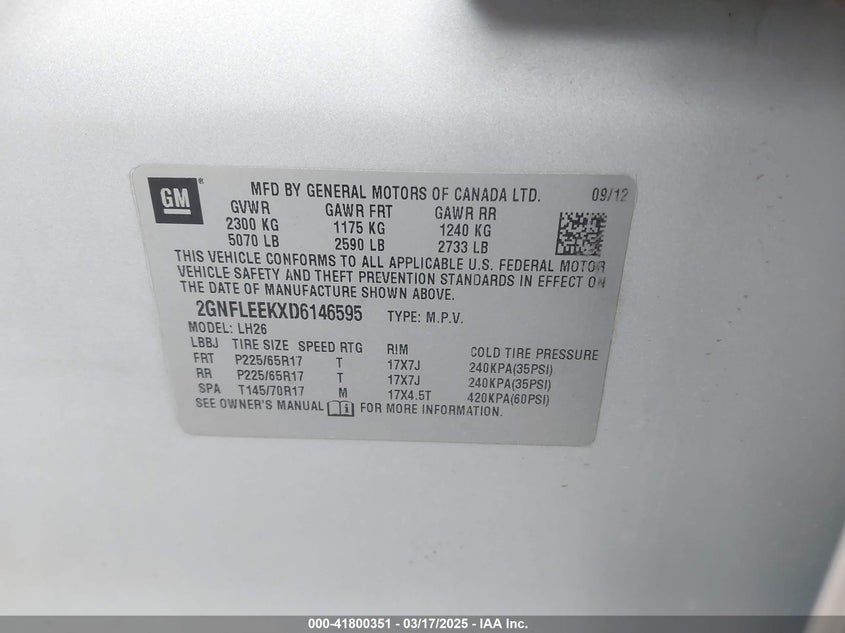 GM ®
MFD BY GENERAL MOTORS OF CANADA LTD. 09/12
GVWR GAWR FRT GAWR RR
2300 KG 1175 KG 1240 KG
5070 LB 2590 LB 2733 LB
THIS VEHICLE CONFORMS TO ALL APPLICABLE U.S. FEDERAL MOTOR
VEHICLE SAFETY AND THEFT PREVENTION STANDARDS IN EFFECT ON
THE DATE OF MANUFACTURE SHOWN ABOVE.
2GNFLEEKXD6146595 TYPE: M.P.V.
MODEL: LH26
LBBJ TIRE SIZE SPEED RTG RIM COLD TIRE PRESSURE
FRT P225/65R17 T 17X7J 240KPA(35PSI)
RR P225/65R17 T 17X7J 240KPA(35PSI)
SPA T145/70R17 M 17X4.5T 420KPA(60PSI)
SEE OWNER'S MANUAL FOR MORE INFORMATION.
000-41800351 - 03/17/2025 - IAA Inc.